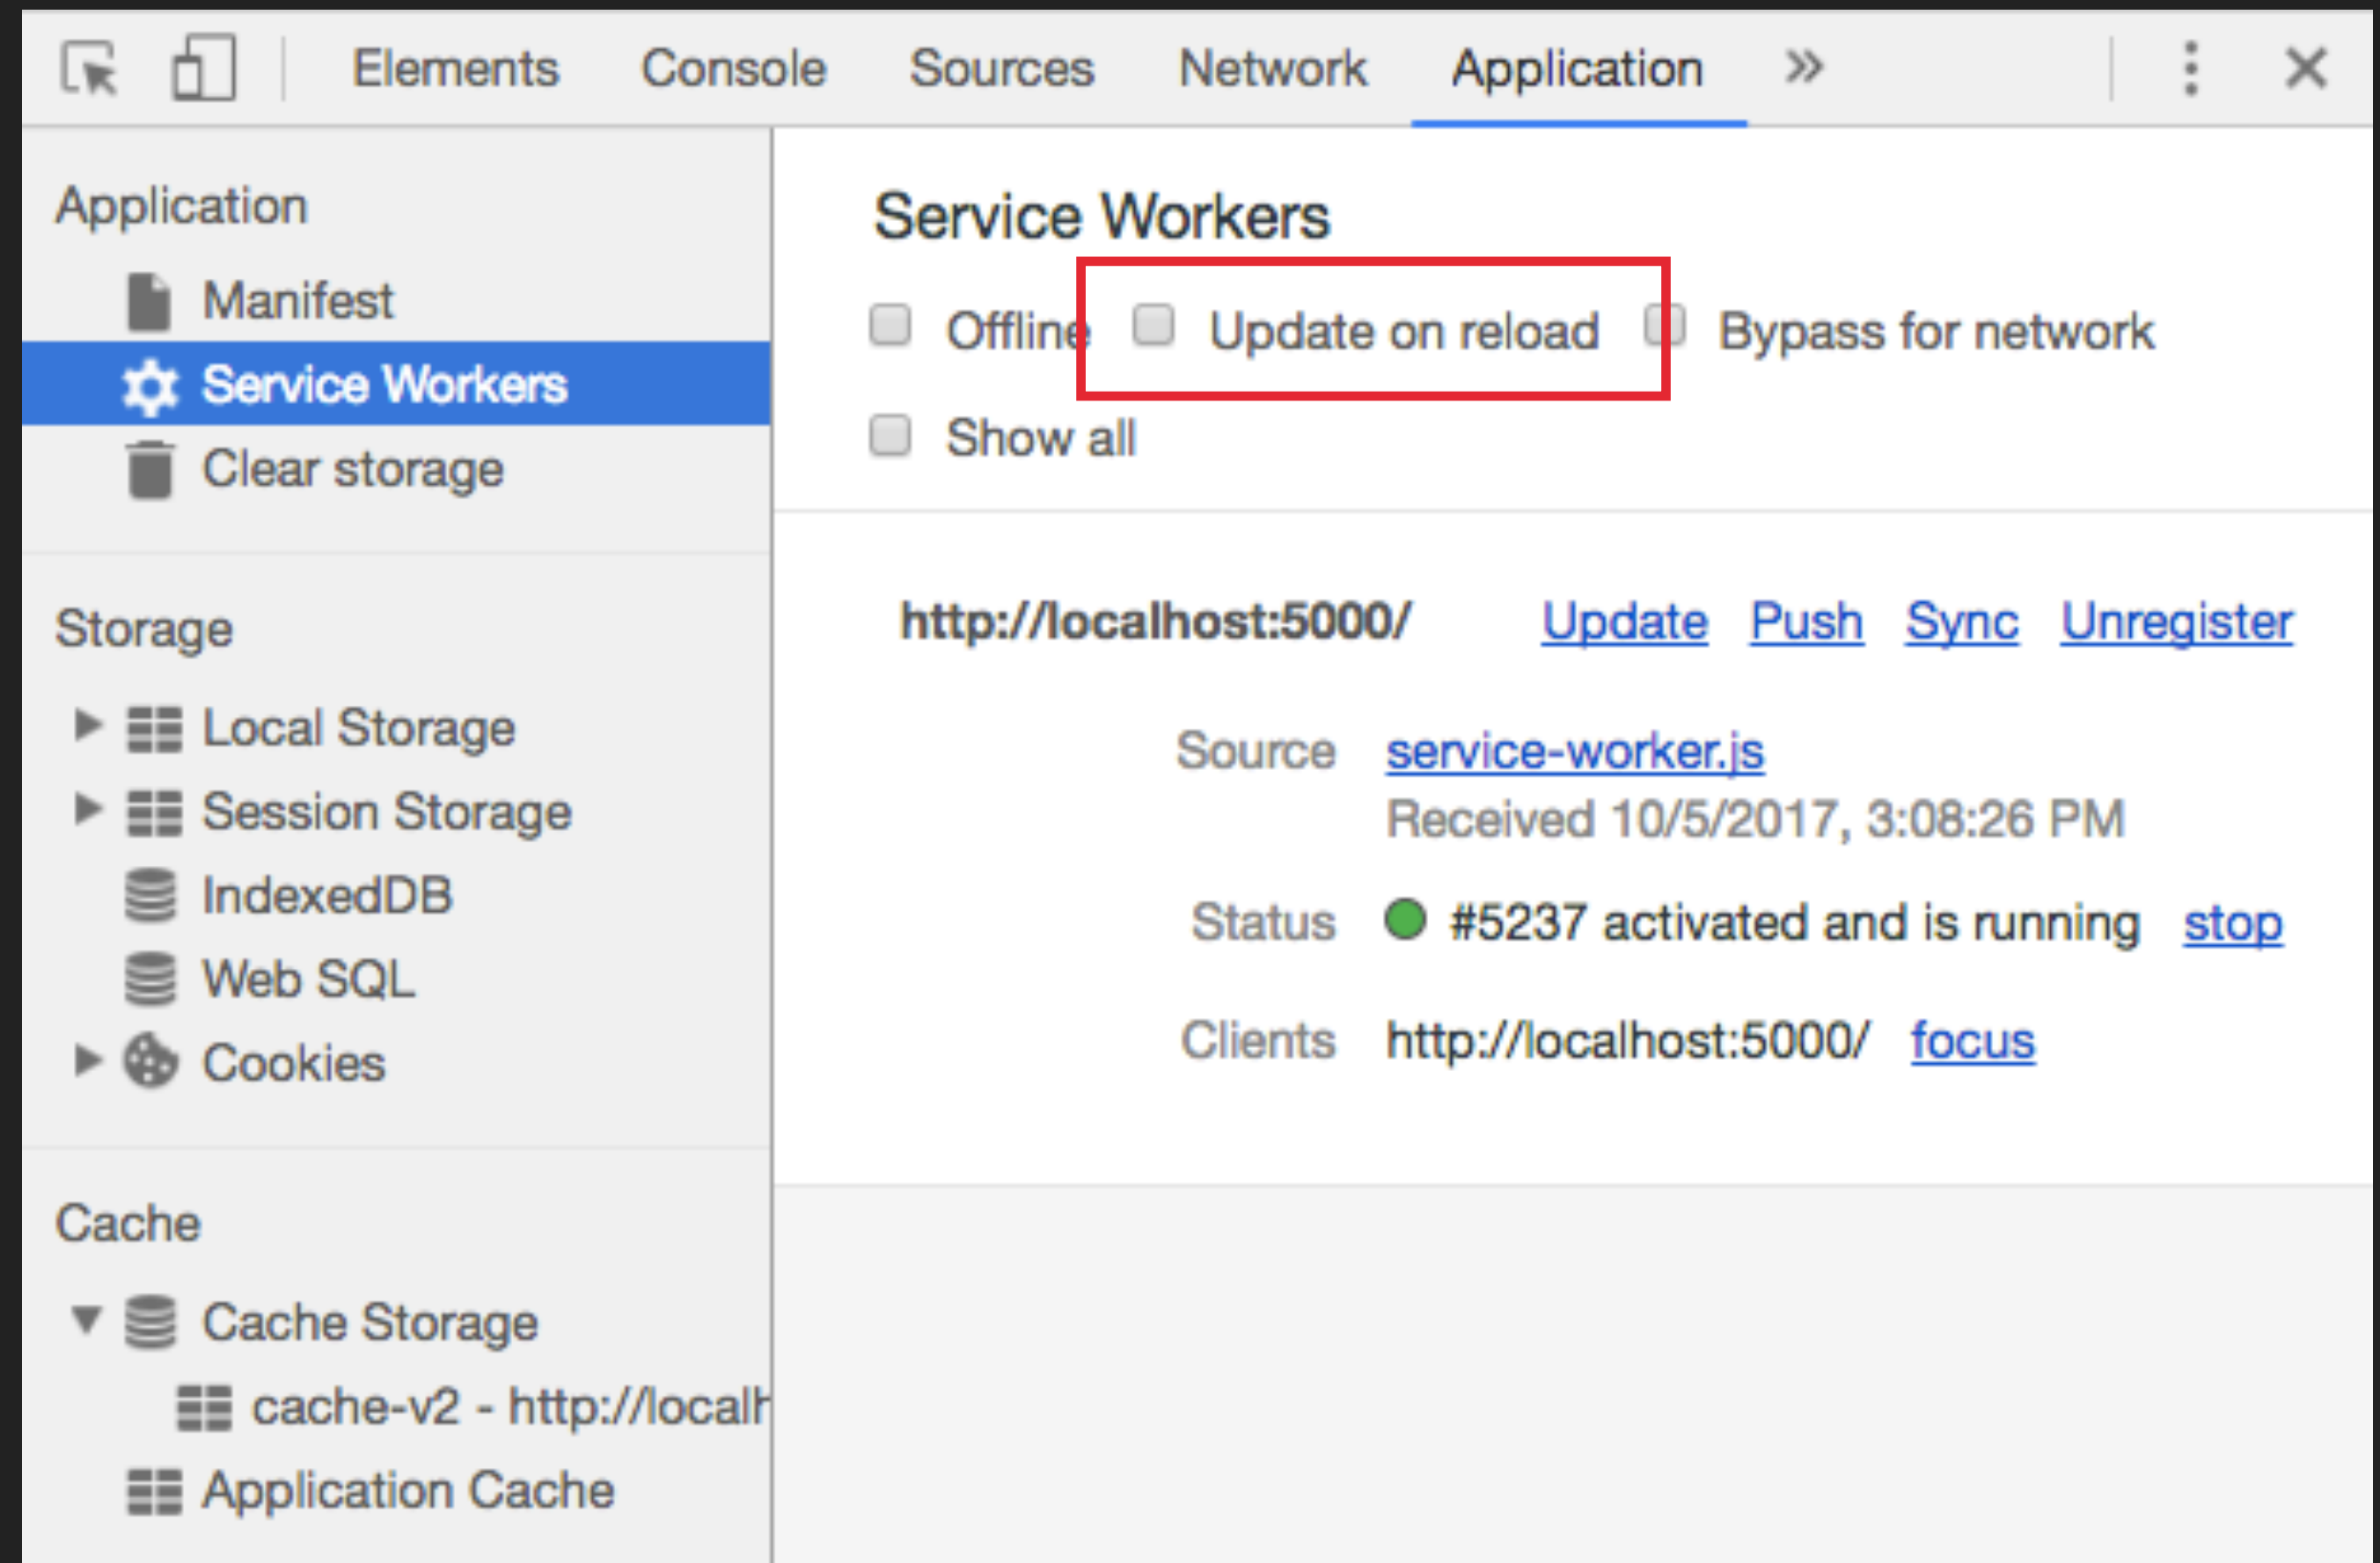 Elements Console Sources Network Application »
Application
Manifest
Service Workers
Clear storage
Storage
Local Storage
Session Storage
IndexedDB
Web SQL
Cookies
Cache
Cache Storage
cache-v2 - http://localh
Application Cache
Service Workers
Offline Update on reload Bypass for network
Show all
http://localhost:5000/ Update Push Sync Unregister
Source service-worker.js
Received 10/5/2017, 3:08:26 PM
Status #5237 activated and is running stop
Clients http://localhost:5000/ focus